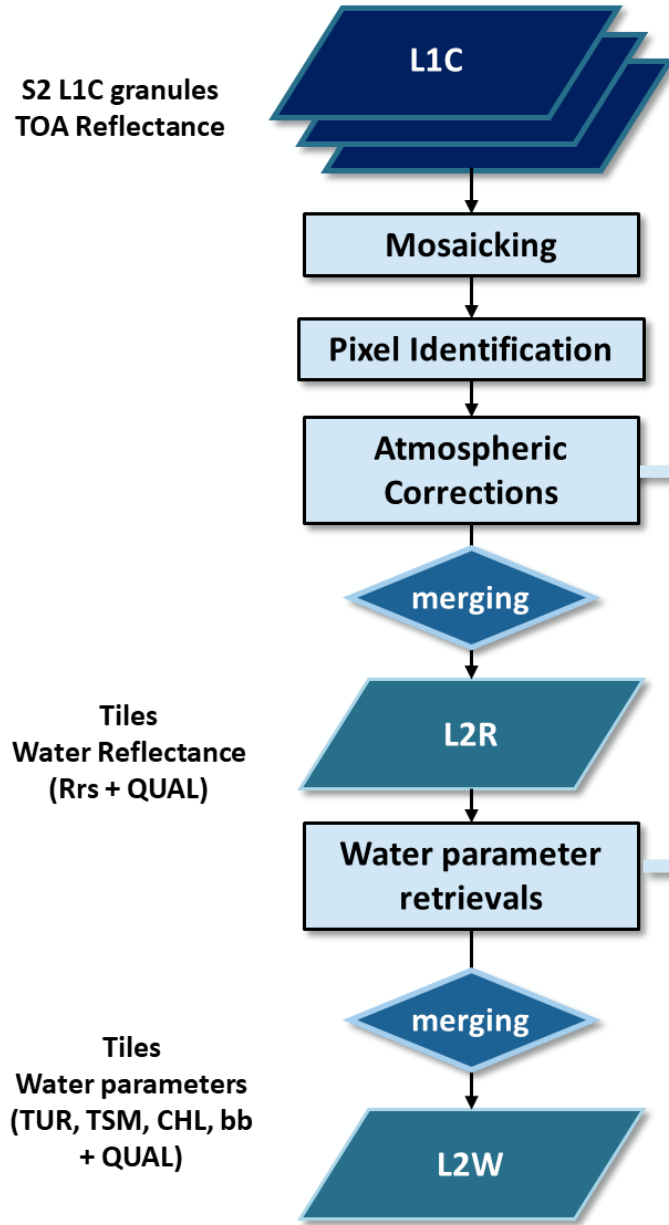 L1C
S2 L1C granules
TOA Reflectance
Mosaicking
Pixel Identification
Atmospheric
Corrections
merging
Tiles
Water Reflectance
(Rrs + QUAL)
L2R
Water parameter
retrievals
merging
Tiles
Water parameters
(TUR, TSM, CHL, bb
+ QUAL)
L2W